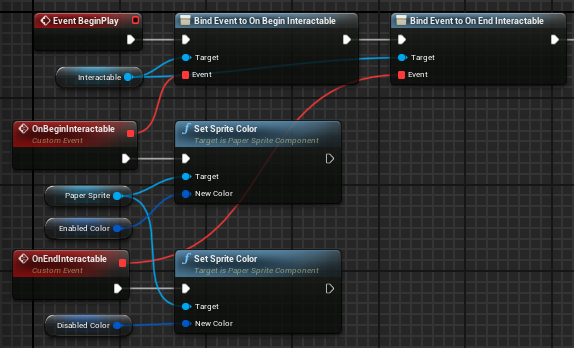 Event BeginPlay
Bind Event to On Begin Interactable
Bind Event to On End Interactable
Target
Target
Interactable
Event
Event
OnBeginInteractable
Custom Event
Set Sprite Color
Target is Paper Sprite Component
Target
Paper Sprite
New Color
Enabled Color
OnEndInteractable
Custom Event
Set Sprite Color
Target is Paper Sprite Component
Target
Disabled Color
New Color